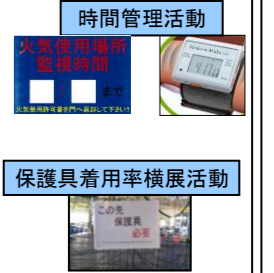 時間管理活動
火気使用場所
監視時間
: まで
火気使用許可書を門へ返却して下さい!
保護具着用率横展活動
この先
保護具
必要